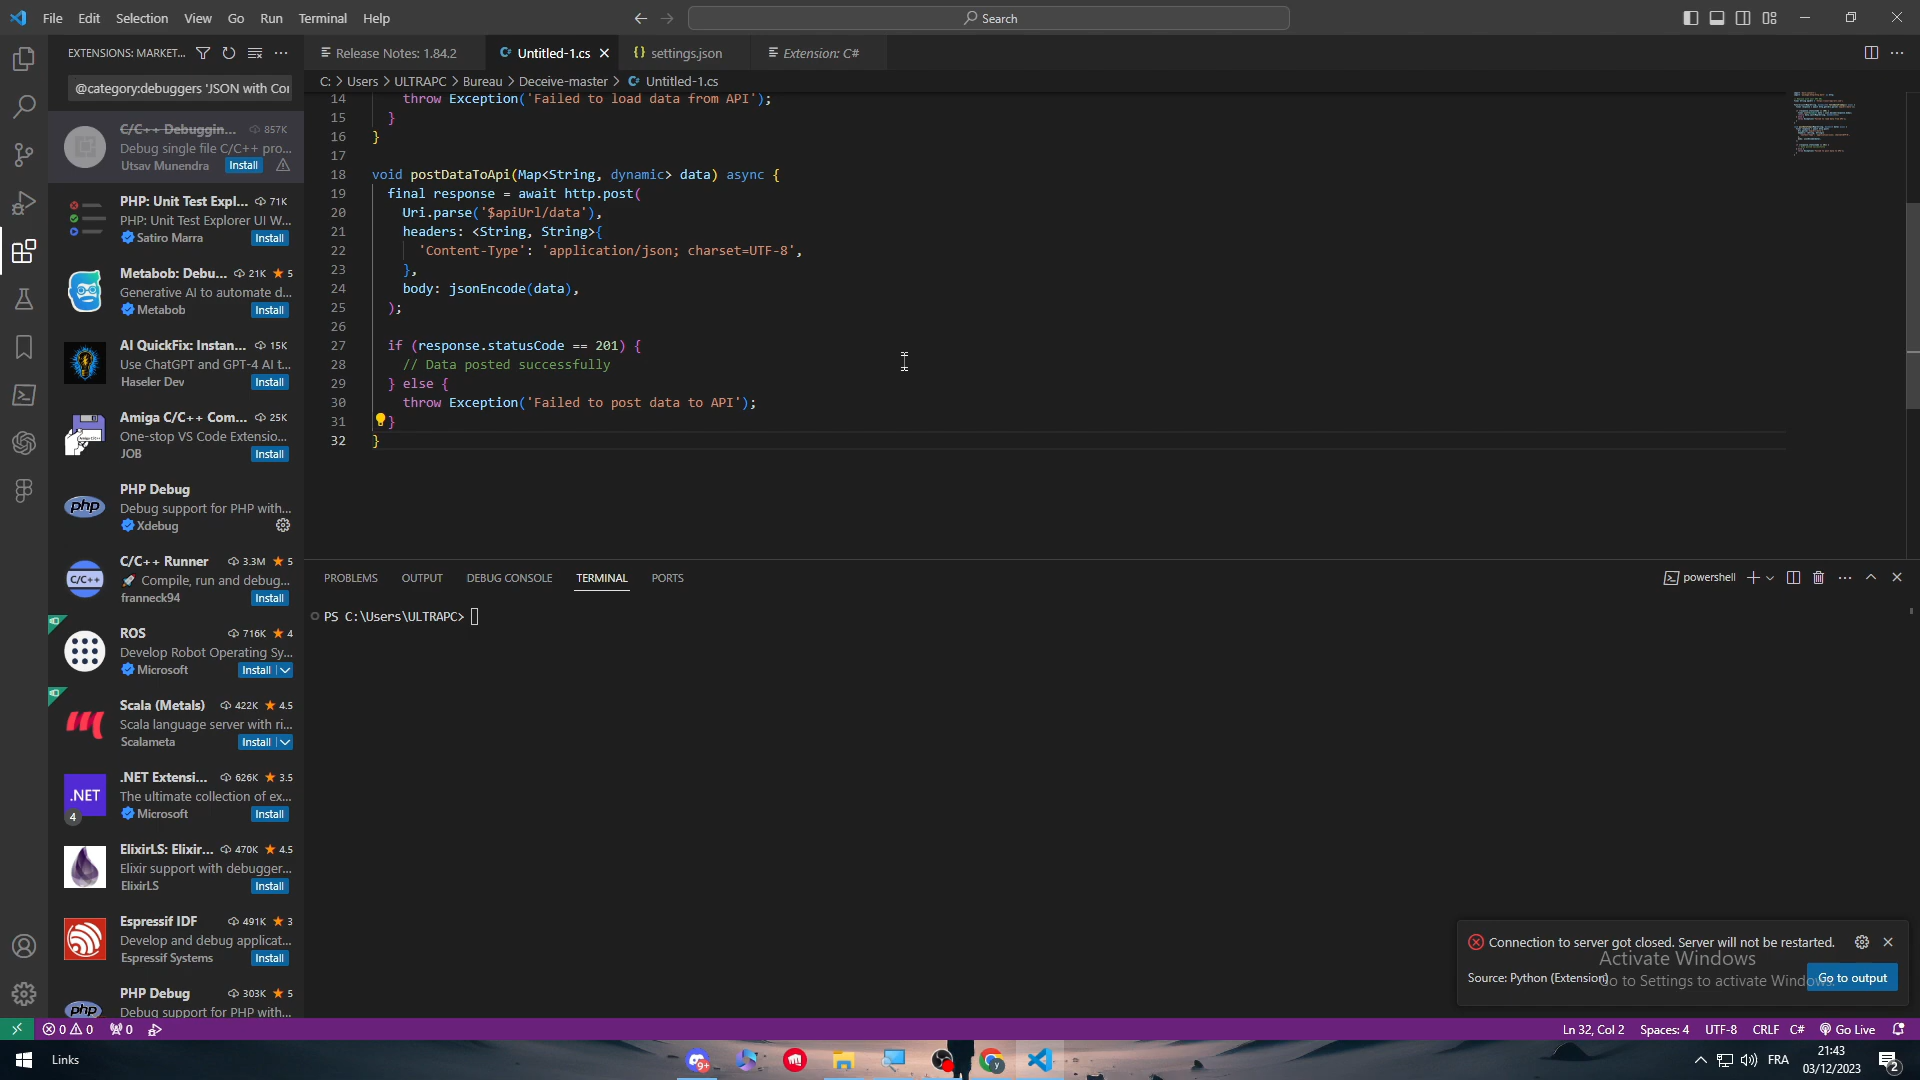 File Edit Selection View Go Run Terminal Help
Search
EXTENSIONS: MARKET...
@category:debuggers 'JSON with Cor
C/C++ Debuggin... 857K
Debug single file C/C++ pro...
Utsav Munendra Install
PHP: Unit Test Expl... 71K
PHP: Unit Test Explorer UI W...
Satiro Marra Install
Metabob: Debu... 21K 5
Generative AI to automate d...
Metabob Install
AI QuickFix: Instan... 15K
Use ChatGPT and GPT-4 AI t...
Haseler Dev Install
Amiga C/C++ Com... 25K
One-stop VS Code Extensio...
JOB Install
php
PHP Debug
Debug support for PHP with...
Xdebug
C/C++
C/C++ Runner 3.3M 5
🚀 Compile, run and debug...
franneck94 Install
ROS 716K 4
Develop Robot Operating Sy...
Microsoft Install
Scala (Metals) 422K 4.5
Scala language server with ri...
Scalameta Install
.NET
4
.NET Extensi... 626K 3.5
The ultimate collection of ex...
Microsoft Install
ElixirLS: Elixir... 470K 4.5
Elixir support with debugger...
ElixirLS Install
Espressif IDF 491K 3
Develop and debug applicat...
Espressif Systems Install
php
PHP Debug 303K 5
Debug support for PHP with...
Release Notes: 1.84.2 Untitled-1.cs settings.json Extension: C#
C: > Users > ULTRAPC > Bureau > Deceive-master > Untitled-1.cs
14 throw Exception('Failed to load data from API');
15 }
16 }
17
18 void postDataToApi(Map<String, dynamic> data) async {
19 final response = await http.post(
20 Uri.parse('$apiUrl/data'),
21 headers: <String, String>{
22 'Content-Type': 'application/json; charset=UTF-8',
23 },
24 body: jsonEncode(data),
25 );
26
27 if (response.statusCode == 201) {
28 // Data posted successfully
29 } else {
30 throw Exception('Failed to post data to API');
31 }
32 }
PROBLEMS OUTPUT DEBUG CONSOLE TERMINAL PORTS
powershell
PS C:\Users\ULTRAPC>
Connection to server got closed. Server will not be restarted.
Source: Python (Extension)
Go to output
Activate Windows
Go to Settings to activate Windows.
0 0 0
Ln 32, Col 2 Spaces: 4 UTF-8 CRLF C# Go Live
Links
9+
y
FRA
21:43
03/12/2023
2